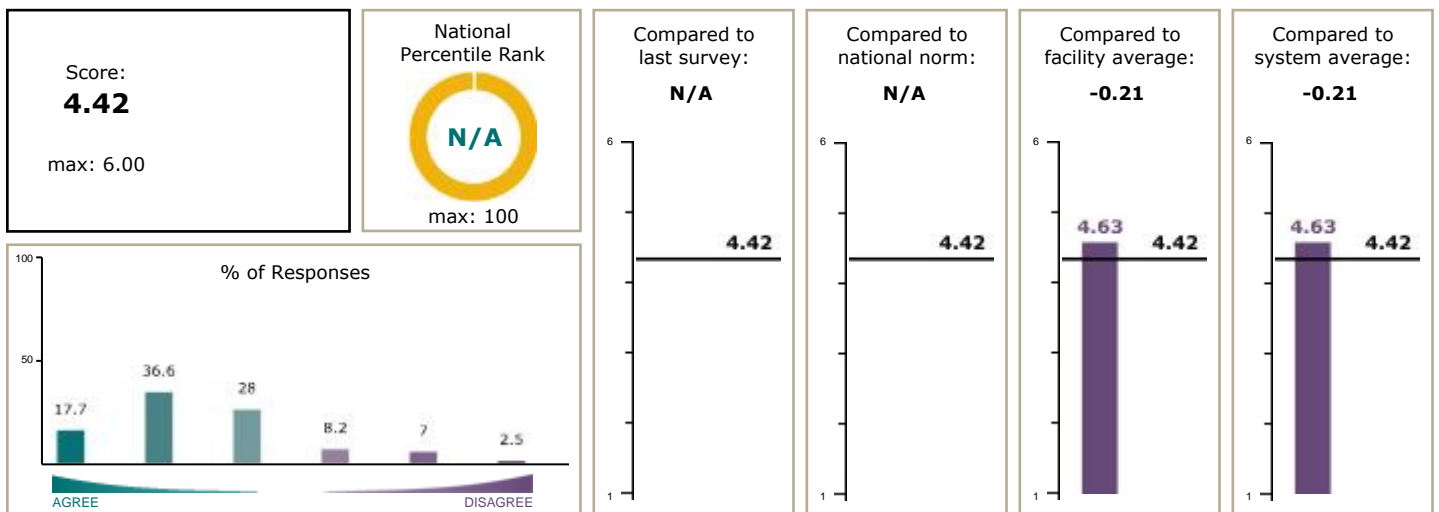 Score:
4.42
max: 6.00
National
Percentile Rank
N/A
max: 100
% of Responses
100
50
17.7
36.6
28
8.2
7
2.5
AGREE
DISAGREE
Compared to
last survey:
N/A
6
4.42
1
Compared to
national norm:
N/A
6
4.42
1
Compared to
facility average:
-0.21
6
4.63
4.42
1
Compared to
system average:
-0.21
6
4.63
4.42
1